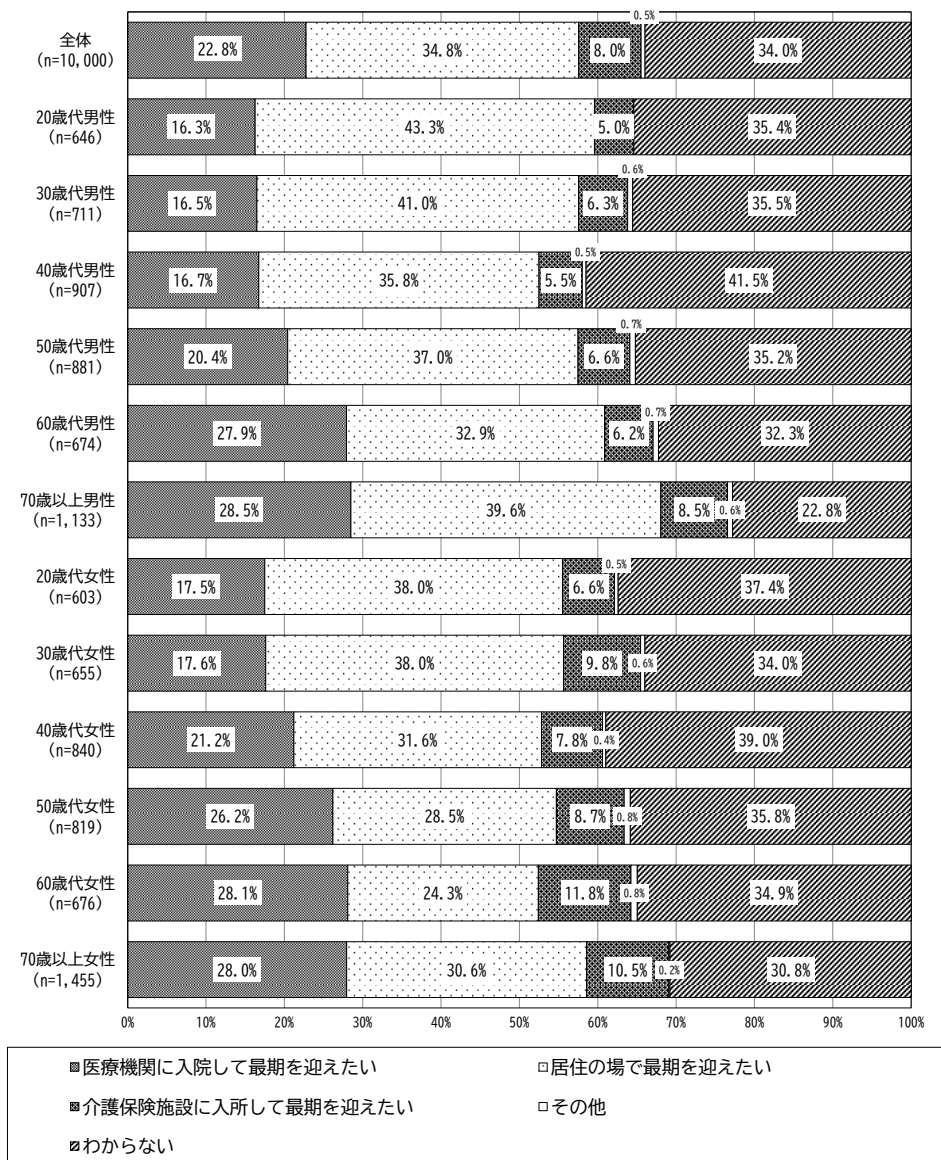 0.5%
全体
(n=10,000)
22.8% 34.8% 8.0% 34.0%
20歳代男性
(n=646)
16.3% 43.3% 5.0% 35.4%
0.6%
30歳代男性
(n=711)
16.5% 41.0% 6.3% 35.5%
0.5%
40歳代男性
(n=907)
16.7% 35.8% 5.5% 41.5%
0.7%
50歳代男性
(n=881)
20.4% 37.0% 6.6% 35.2%
0.7%
60歳代男性
(n=674)
27.9% 32.9% 6.2% 32.3%
70歳以上男性
(n=1,133)
28.5% 39.6% 8.5% 0.6% 22.8%
0.5%
20歳代女性
(n=603)
17.5% 38.0% 6.6% 37.4%
30歳代女性
(n=655)
17.6% 38.0% 9.8% 0.6% 34.0%
40歳代女性
(n=840)
21.2% 31.6% 7.8% 0.4% 39.0%
50歳代女性
(n=819)
26.2% 28.5% 8.7% 0.8% 35.8%
60歳代女性
(n=676)
28.1% 24.3% 11.8% 0.8% 34.9%
70歳以上女性
(n=1,455)
28.0% 30.6% 10.5% 0.2% 30.8%
0% 10% 20% 30% 40% 50% 60% 70% 80% 90% 100%
医療機関に入院して最期を迎えたい 居住の場で最期を迎えたい
介護保険施設に入所して最期を迎えたい その他
わからない